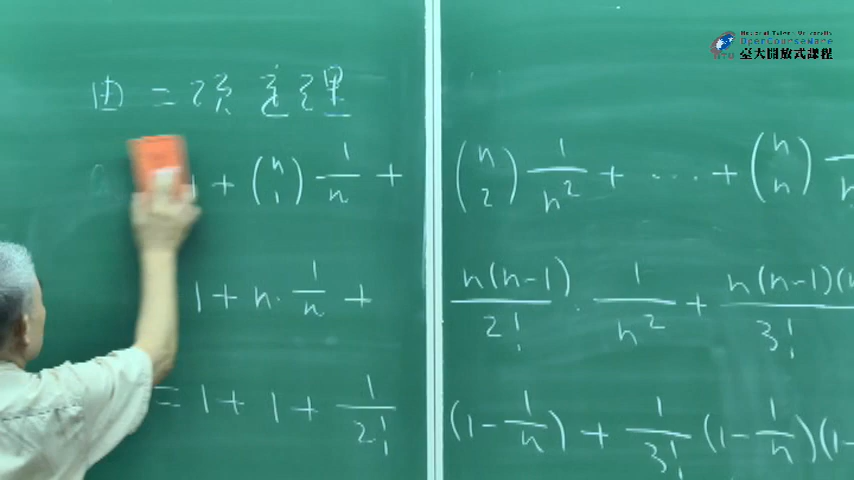 National Taiwan University
OpenCourseWare
NTU 臺大開放式課程
由二項定理
1 + (n 1) 1/n + (n 2) 1/n² + ... + (n n)
1 + n · 1/n + n(n-1)/2! · 1/n² + n(n-1)(
= 1 + 1 + 1/2! (1 - 1/n) + 1/3! (1 - 1/n)(1-